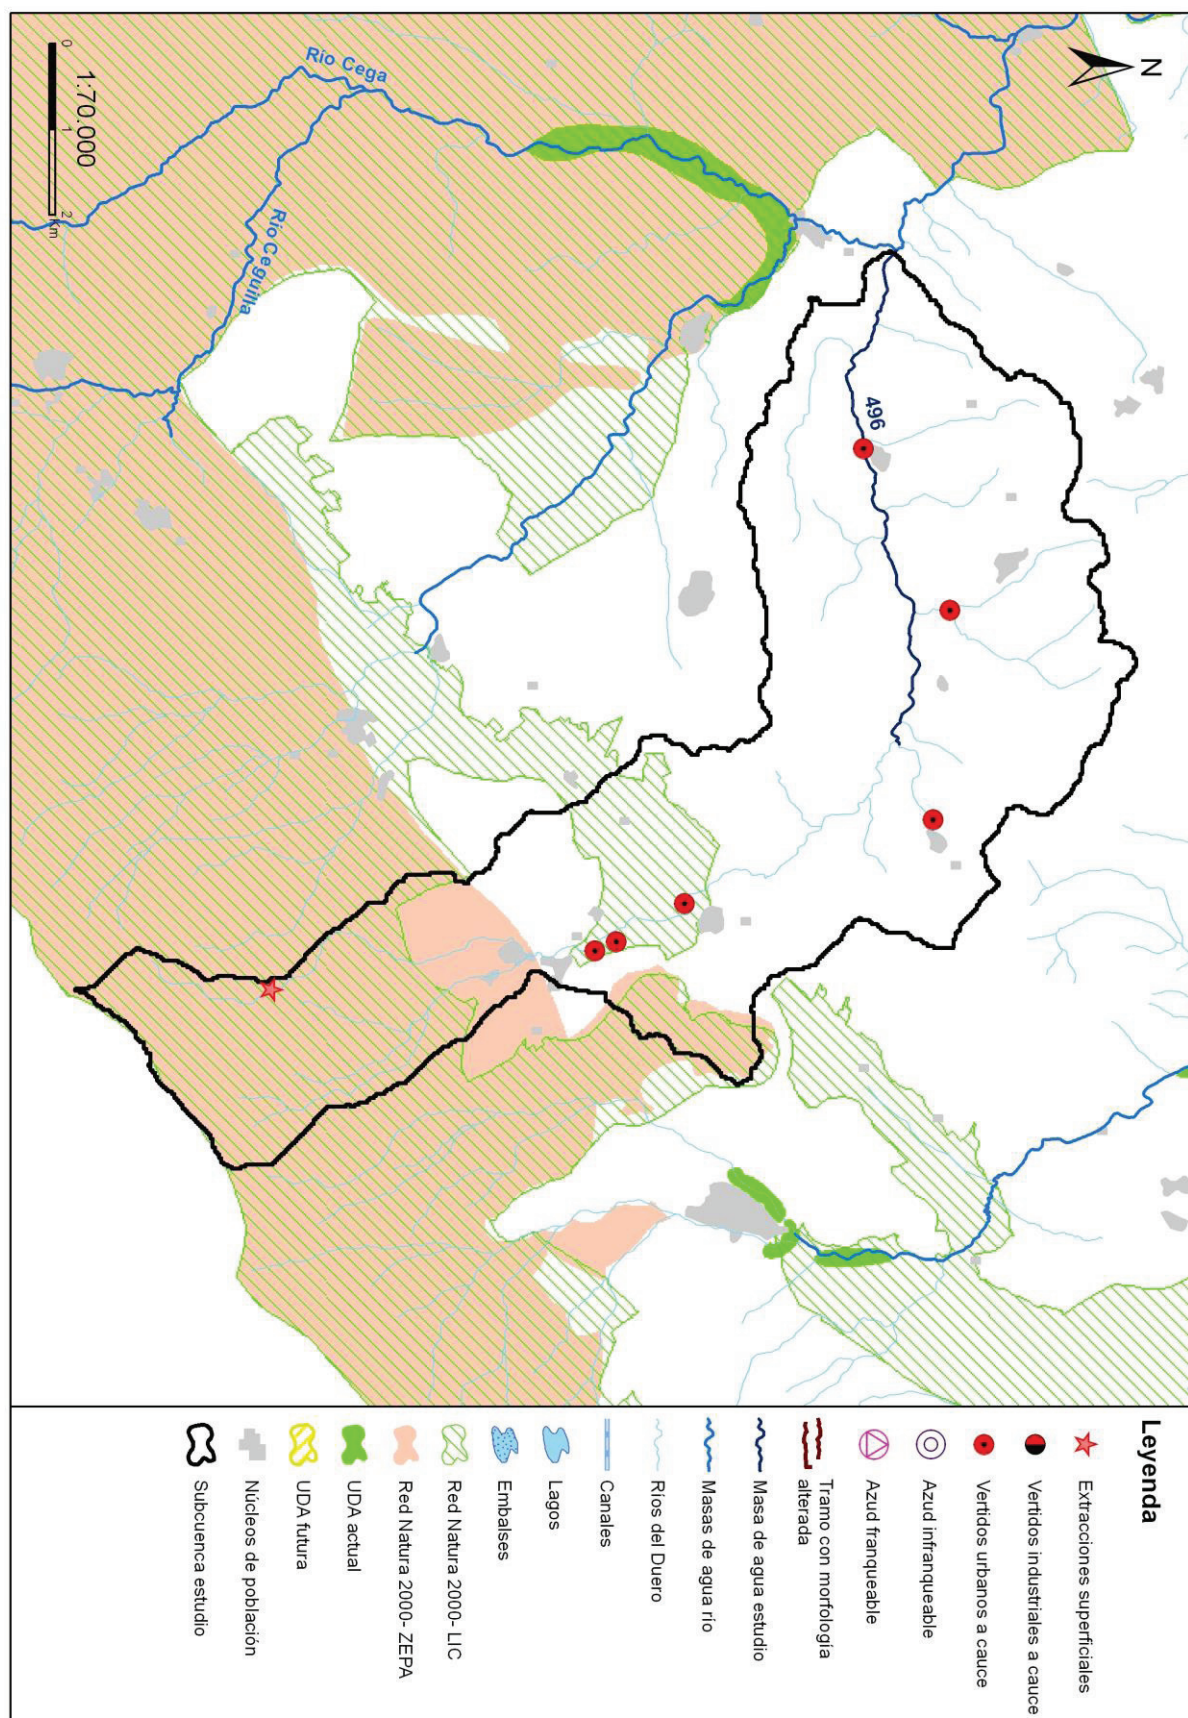 N
Río Cega
Río Ceguilla
496
0 1 2
Km
1:70.000
Leyenda
Extracciones superficiales
Vertidos industriales a cauce
Vertidos urbanos a cauce
Azud infranqueable
Azud franqueable
Tramo con morfología
alterada
Masa de agua estudio
Masas de agua río
Ríos del Duero
Canales
Lagos
Embalses
Red Natura 2000- LIC
Red Natura 2000- ZEPA
UDA actual
UDA futura
Núcleos de población
Subcuenca estudio